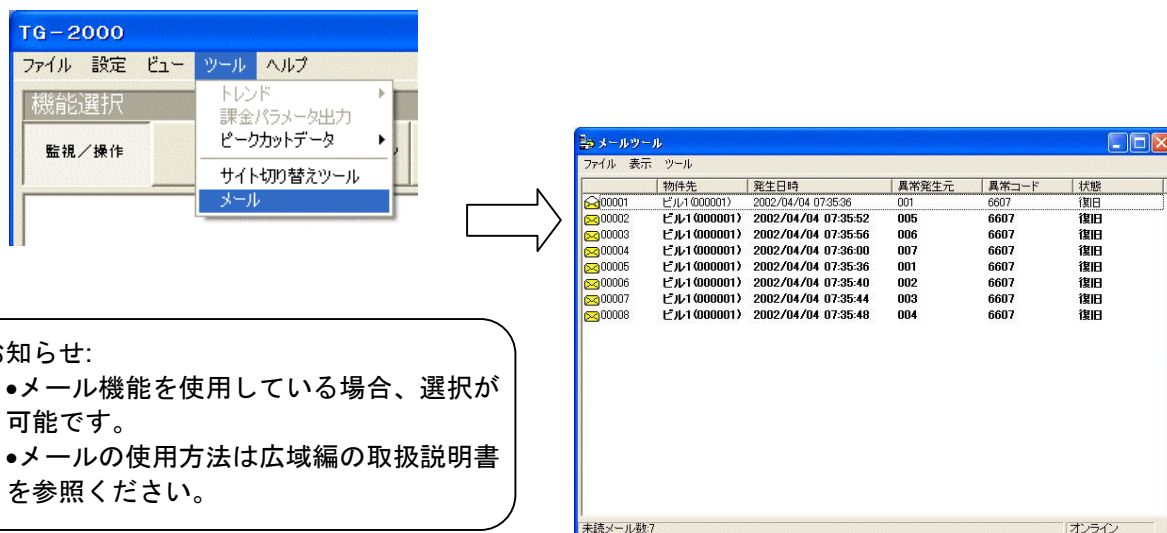 TG-2000
ファイル 設定 ビュー ツール ヘルプ
機能選択
監視/操作
トレンド
課金パラメータ出力
ピークカットデータ
サイト切り替えツール
メール
メールツール
ファイル 表示 ツール
物件先 発生日時 異常発生元 異常コード 状態
00001 ビル1(000001) 2002/04/04 07:35:36 001 6607 復旧
00002 ビル1(000001) 2002/04/04 07:35:52 005 6607 復旧
00003 ビル1(000001) 2002/04/04 07:35:56 006 6607 復旧
00004 ビル1(000001) 2002/04/04 07:36:00 007 6607 復旧
00005 ビル1(000001) 2002/04/04 07:35:36 001 6607 復旧
00006 ビル1(000001) 2002/04/04 07:35:40 002 6607 復旧
00007 ビル1(000001) 2002/04/04 07:35:44 003 6607 復旧
00008 ビル1(000001) 2002/04/04 07:35:48 004 6607 復旧
未読メール数:7 オンライン
お知らせ:
•メール機能を使用している場合、選択が
可能です。
•メールの使用方法は広域編の取扱説明書
を参照ください。